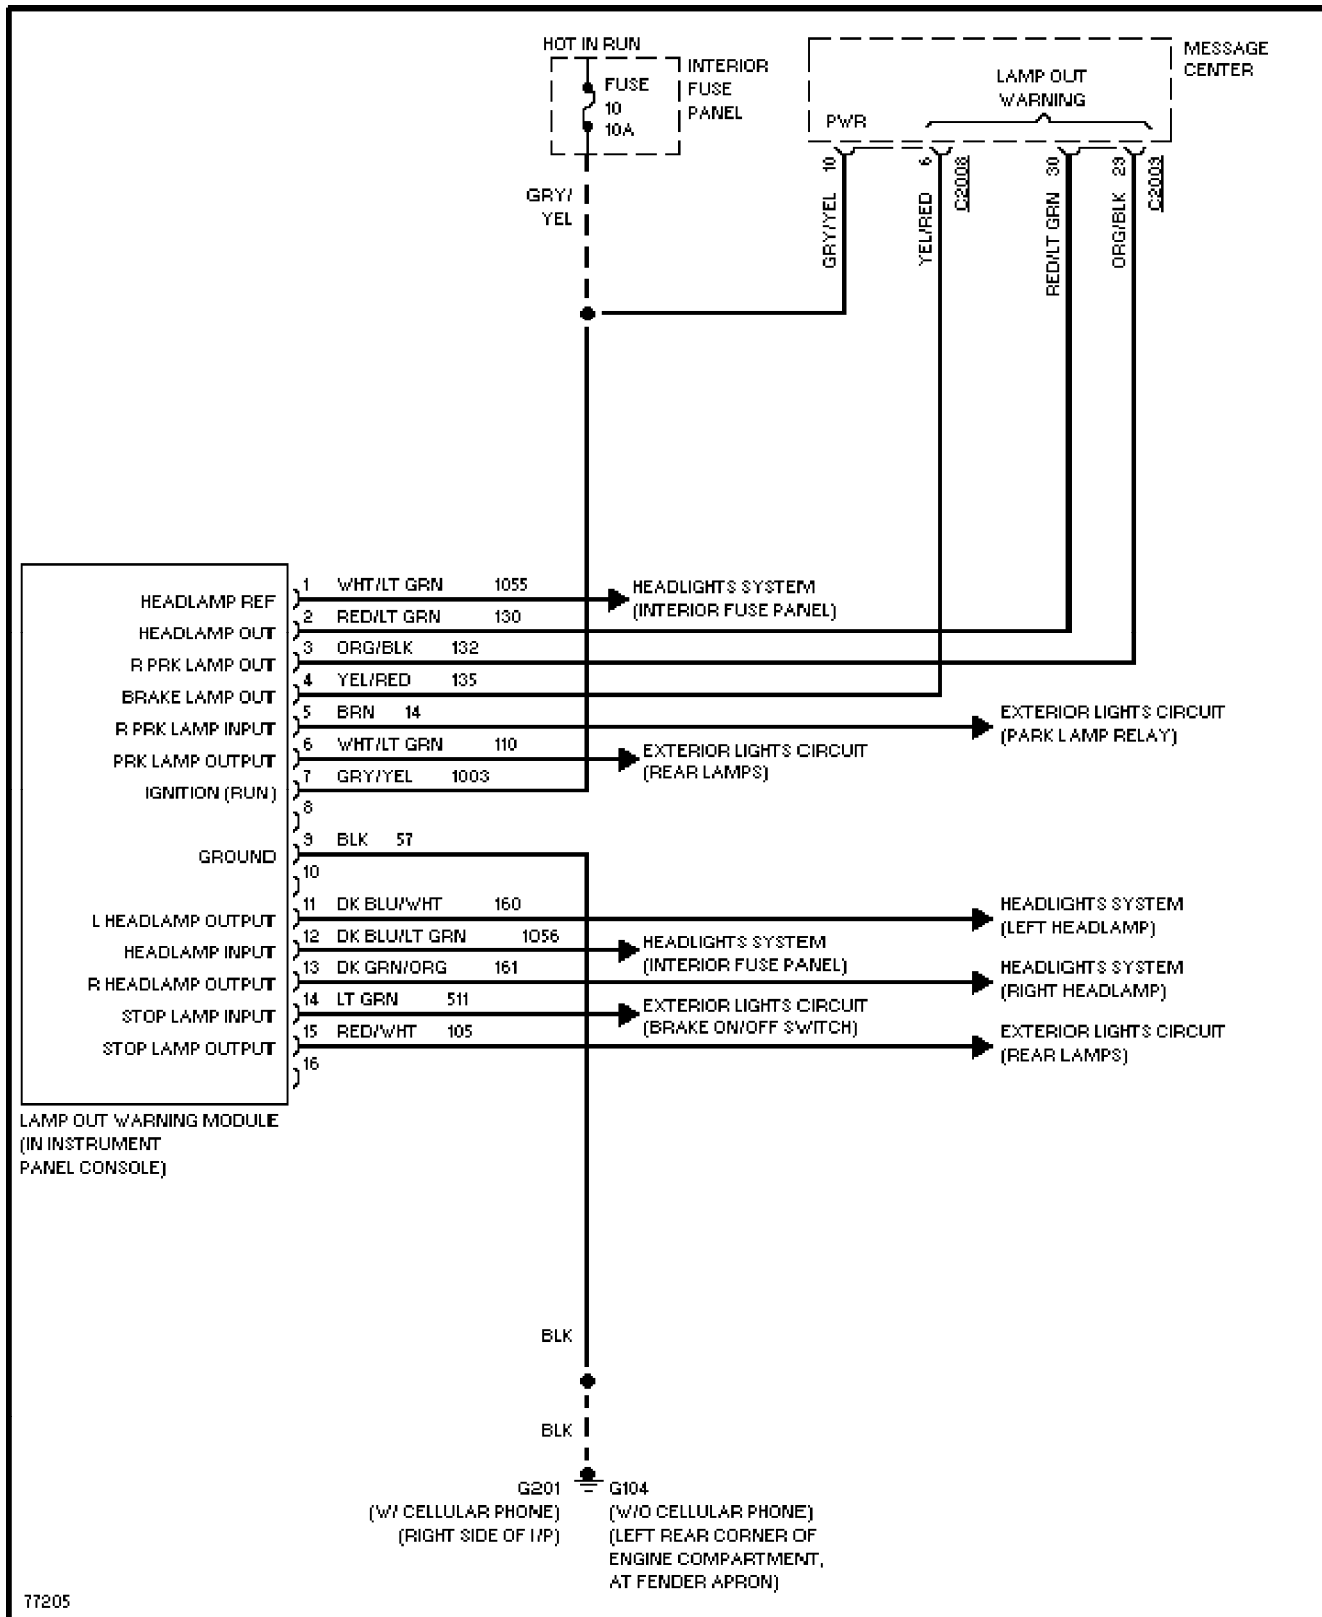 HOT IN RUN
FUSE
10
10A
INTERIOR
FUSE
PANEL
MESSAGE
CENTER
LAMP OUT
WARNING
PWR
10
6
C2008
30
29
C2009
GRY/YEL
YEL/RED
RED/LT GRN
ORG/BLK
GRY/
YEL
HEADLAMP REF
1 WHT/LT GRN 1055
HEADLIGHTS SYSTEM
(INTERIOR FUSE PANEL)
HEADLAMP OUT
2 RED/LT GRN 130
R PRK LAMP OUT
3 ORG/BLK 132
BRAKE LAMP OUT
4 YEL/RED 135
R PRK LAMP INPUT
5 BRN 14
EXTERIOR LIGHTS CIRCUIT
(PARK LAMP RELAY)
PRK LAMP OUTPUT
6 WHT/LT GRN 110
EXTERIOR LIGHTS CIRCUIT
(REAR LAMPS)
IGNITION (RUN)
7 GRY/YEL 1003
8
GROUND
9 BLK 57
10
L HEADLAMP OUTPUT
11 DK BLU/WHT 160
HEADLIGHTS SYSTEM
(LEFT HEADLAMP)
HEADLAMP INPUT
12 DK BLU/LT GRN 1056
HEADLIGHTS SYSTEM
(INTERIOR FUSE PANEL)
R HEADLAMP OUTPUT
13 DK GRN/ORG 161
HEADLIGHTS SYSTEM
(RIGHT HEADLAMP)
STOP LAMP INPUT
14 LT GRN 511
EXTERIOR LIGHTS CIRCUIT
(BRAKE ON/OFF SWITCH)
STOP LAMP OUTPUT
15 RED/WHT 105
EXTERIOR LIGHTS CIRCUIT
(REAR LAMPS)
16
LAMP OUT WARNING MODULE
(IN INSTRUMENT
PANEL CONSOLE)
BLK
BLK
G201
(W/ CELLULAR PHONE)
(RIGHT SIDE OF I/P)
G104
(W/O CELLULAR PHONE)
(LEFT REAR CORNER OF
ENGINE COMPARTMENT,
AT FENDER APRON)
77205